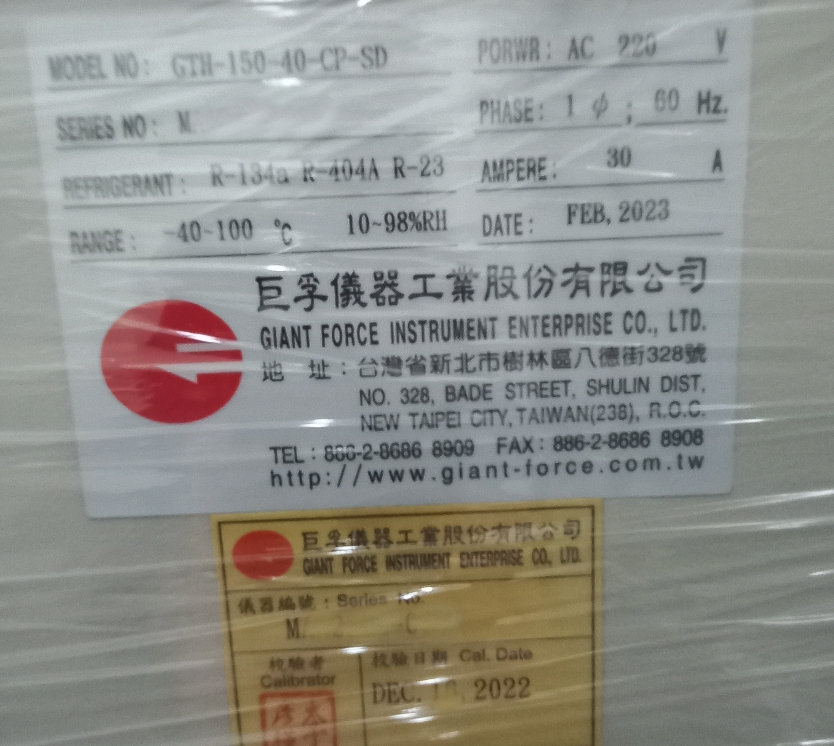 MODEL NO: GTH-150-40-CP-SD
PORWR: AC 220 V
SERIES NO: M
PHASE: 1 φ ; 60 Hz.
REFRIGERANT: R-134a R-404A R-23
AMPERE: 30 A
RANGE: -40~100 ℃ 10~98%RH
DATE: FEB, 2023
巨孚儀器工業股份有限公司
GIANT FORCE INSTRUMENT ENTERPRISE CO., LTD.
地 址:台灣省新北市樹林區八德街328號
NO. 328, BADE STREET, SHULIN DIST,
NEW TAIPEI CITY, TAIWAN(238), R.O.C.
TEL:886-2-8686 8909 FAX:886-2-8686 8908
http://www.giant-force.com.tw
巨孚儀器工業股份有限公司
GIANT FORCE INSTRUMENT ENTERPRISE CO., LTD.
儀器編號:Series No.
M.
校驗者
Calibrator
校驗日期 Cal. Date
DEC. 2022